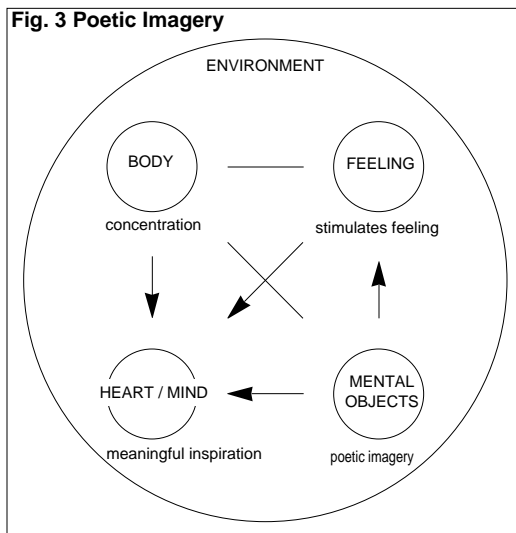 Fig. 3 Poetic Imagery
ENVIRONMENT
BODY
FEELING
concentration
stimulates feeling
HEART / MIND
MENTAL
OBJECTS
meaningful inspiration
poetic imagery